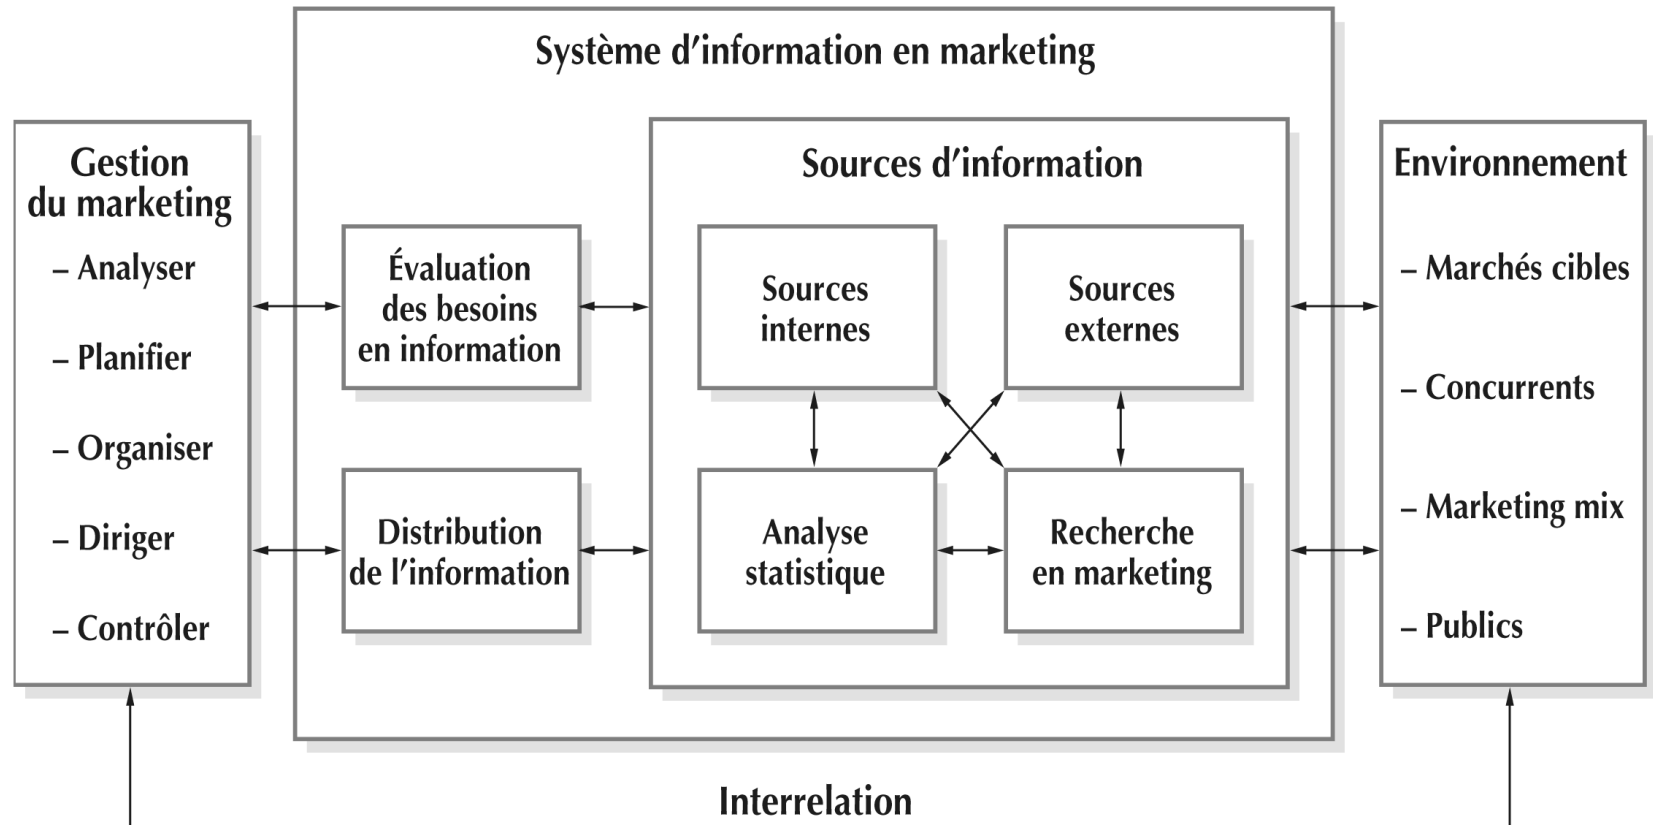 Système d’information en marketing
Gestion
du marketing
– Analyser
– Planifier
– Organiser
– Diriger
– Contrôler
Évaluation
des besoins
en information
Distribution
de l’information
Sources d’information
Sources
internes
Sources
externes
Analyse
statistique
Recherche
en marketing
Environnement
– Marchés cibles
– Concurrents
– Marketing mix
– Publics
Interrelation